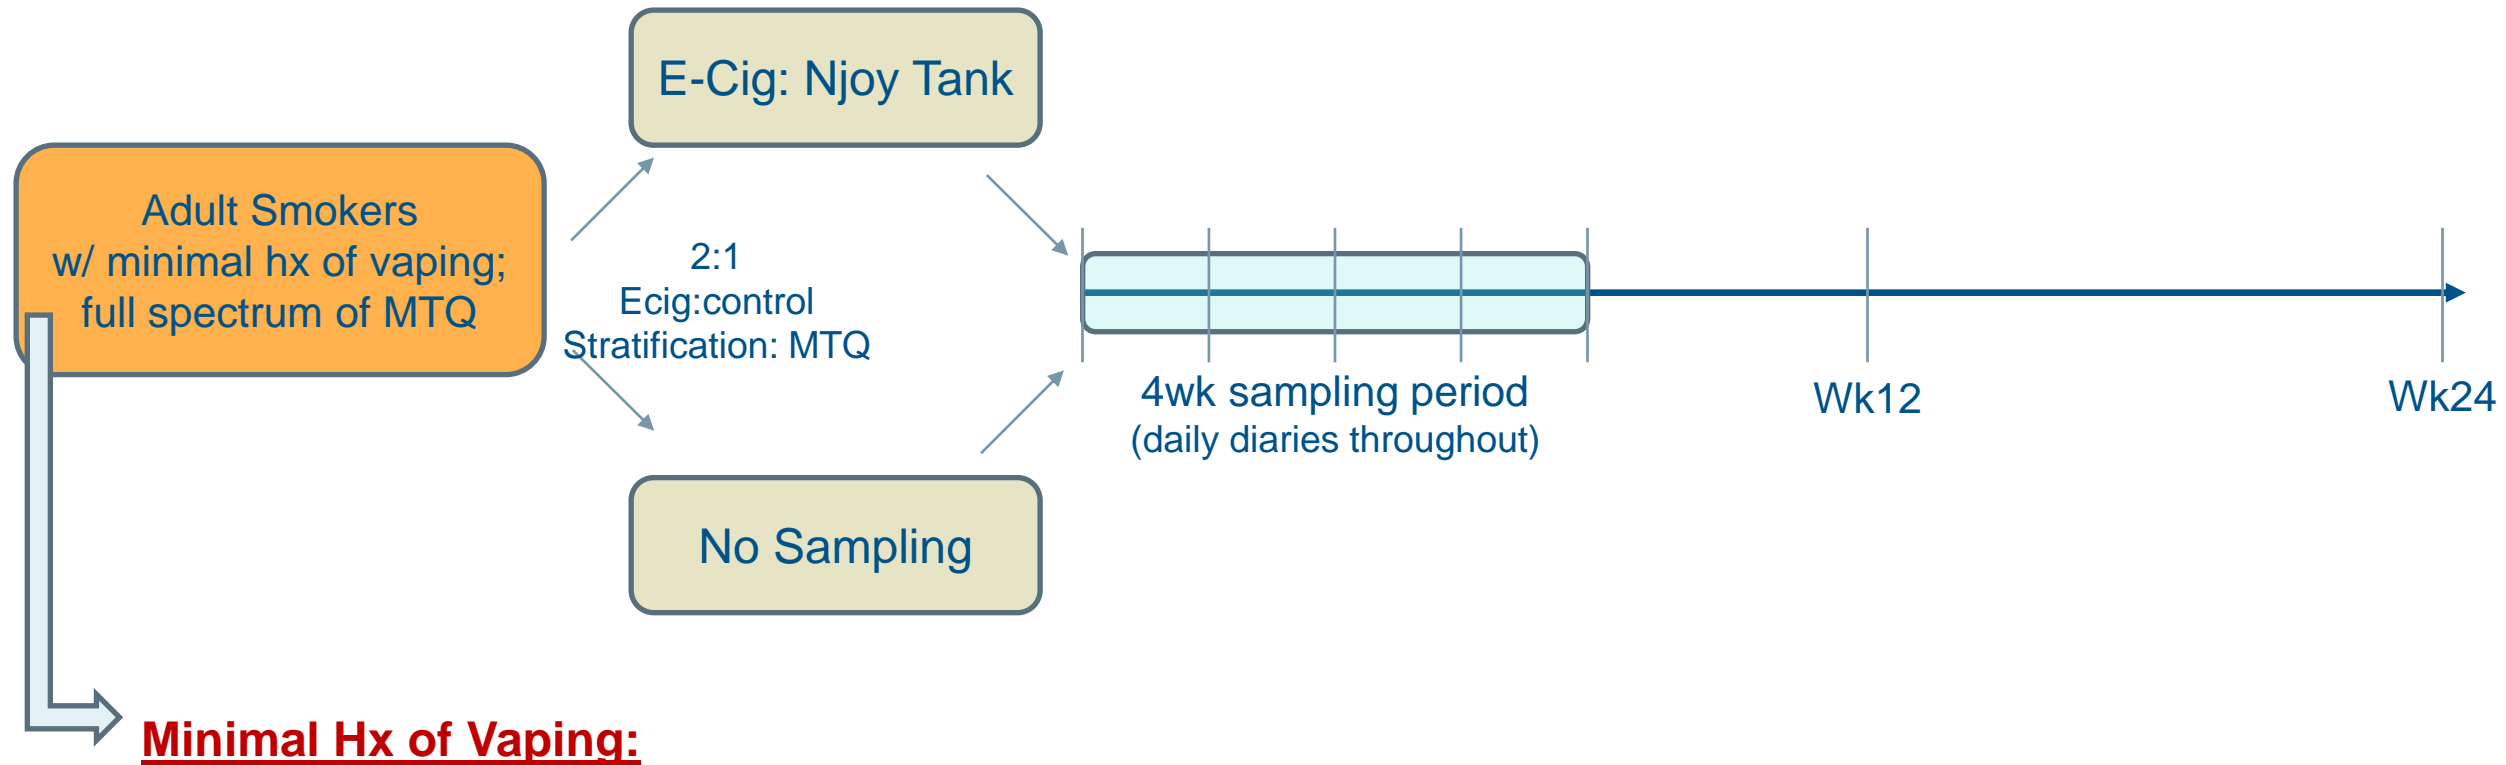 E-Cig: Njoy Tank
Adult Smokers
w/ minimal hx of vaping;
full spectrum of MTQ
2:1
Ecig:control
Stratification: MTQ
4wk sampling period
(daily diaries throughout)
Wk12
Wk24
No Sampling
Minimal Hx of Vaping: